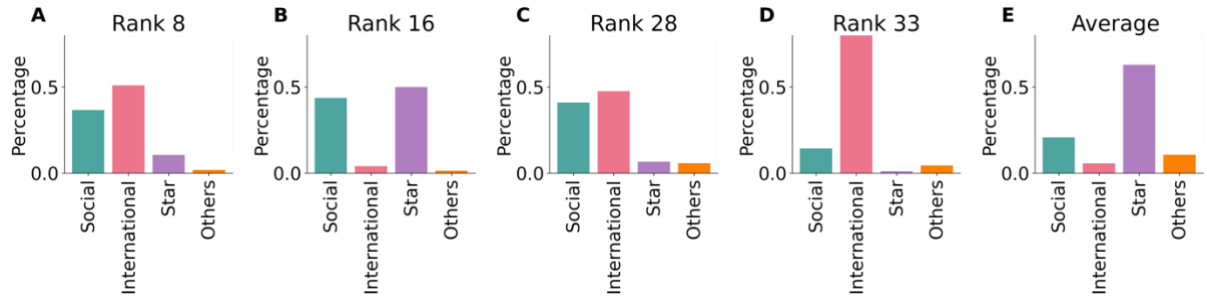 A
Rank 8
Percentage
0.5
0.0
Social
International
Star
Others
B
Rank 16
Percentage
0.5
0.0
Social
International
Star
Others
C
Rank 28
Percentage
0.5
0.0
Social
International
Star
Others
D
Rank 33
Percentage
0.5
0.0
Social
International
Star
Others
E
Average
Percentage
0.5
0.0
Social
International
Star
Others